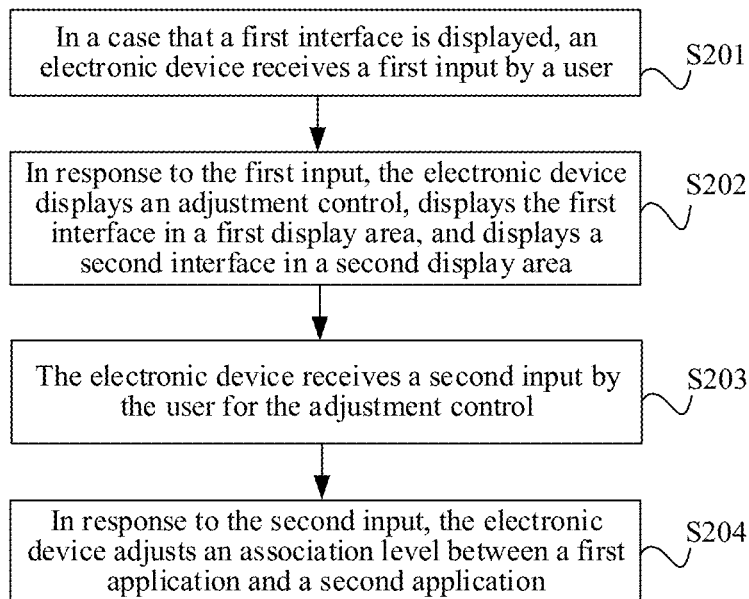 In a case that a first interface is displayed, an
electronic device receives a first input by a user
S201
In response to the first input, the electronic device
displays an adjustment control, displays the first
interface in a first display area, and displays a
second interface in a second display area
S202
The electronic device receives a second input by
the user for the adjustment control
S203
In response to the second input, the electronic
device adjusts an association level between a first
application and a second application
S204